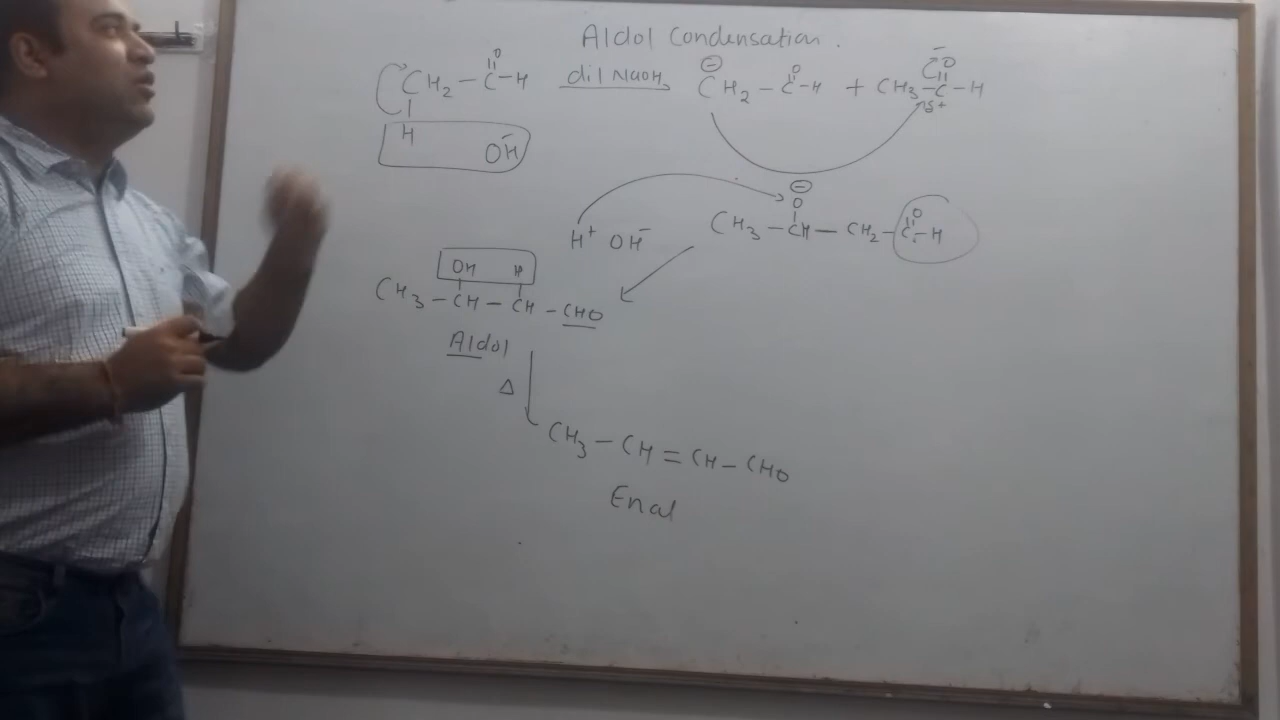 Aldol Condensation.
CH₂ – C – H dil NaOH ⊖CH₂ – C – H + CH₃ – C – H
O O O⁻
H OH⁻ δ+
⊖
O O
CH₃ – CH – CH₂ – C – H
H⁺ OH⁻
OH H
CH₃ – CH – CH – CHO
Aldol
Δ
CH₃ – CH = CH – CHO
Enal